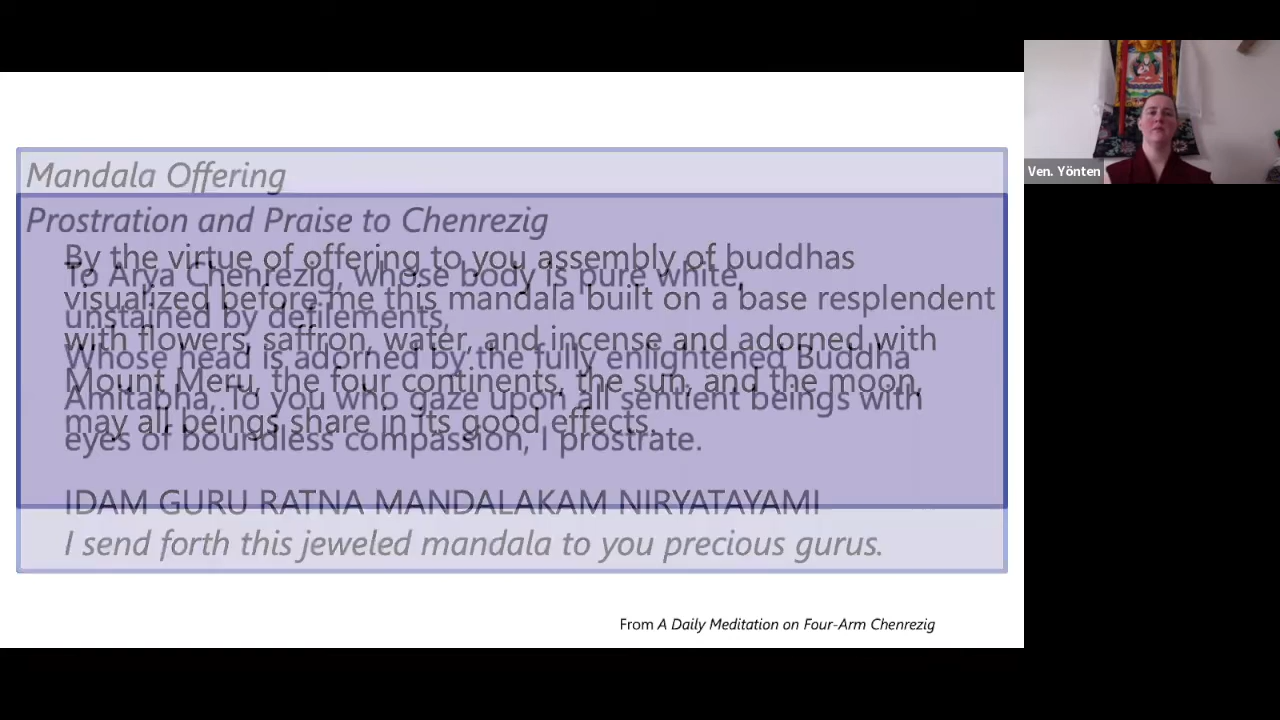 Mandala Offering
Prostration and Praise to Chenrezig
By the virtue of offering to you assembly of buddhas
To Arya Chenrezig, whose body is pure white,
visualized before me this mandala built on a base resplendent
unstained by defilements,
with flowers, saffron, water, and incense and adorned with
Whose head is adorned by the fully enlightened Buddha
Mount Meru, the four continents, the sun, and the moon,
Amitabha, To you who gaze upon all sentient beings with
may all beings share in its good effects.
eyes of boundless compassion, I prostrate.
IDAM GURU RATNA MANDALAKAM NIRYATAYAMI
I send forth this jeweled mandala to you precious gurus.
From A Daily Meditation on Four-Arm Chenrezig
Ven. Yönten